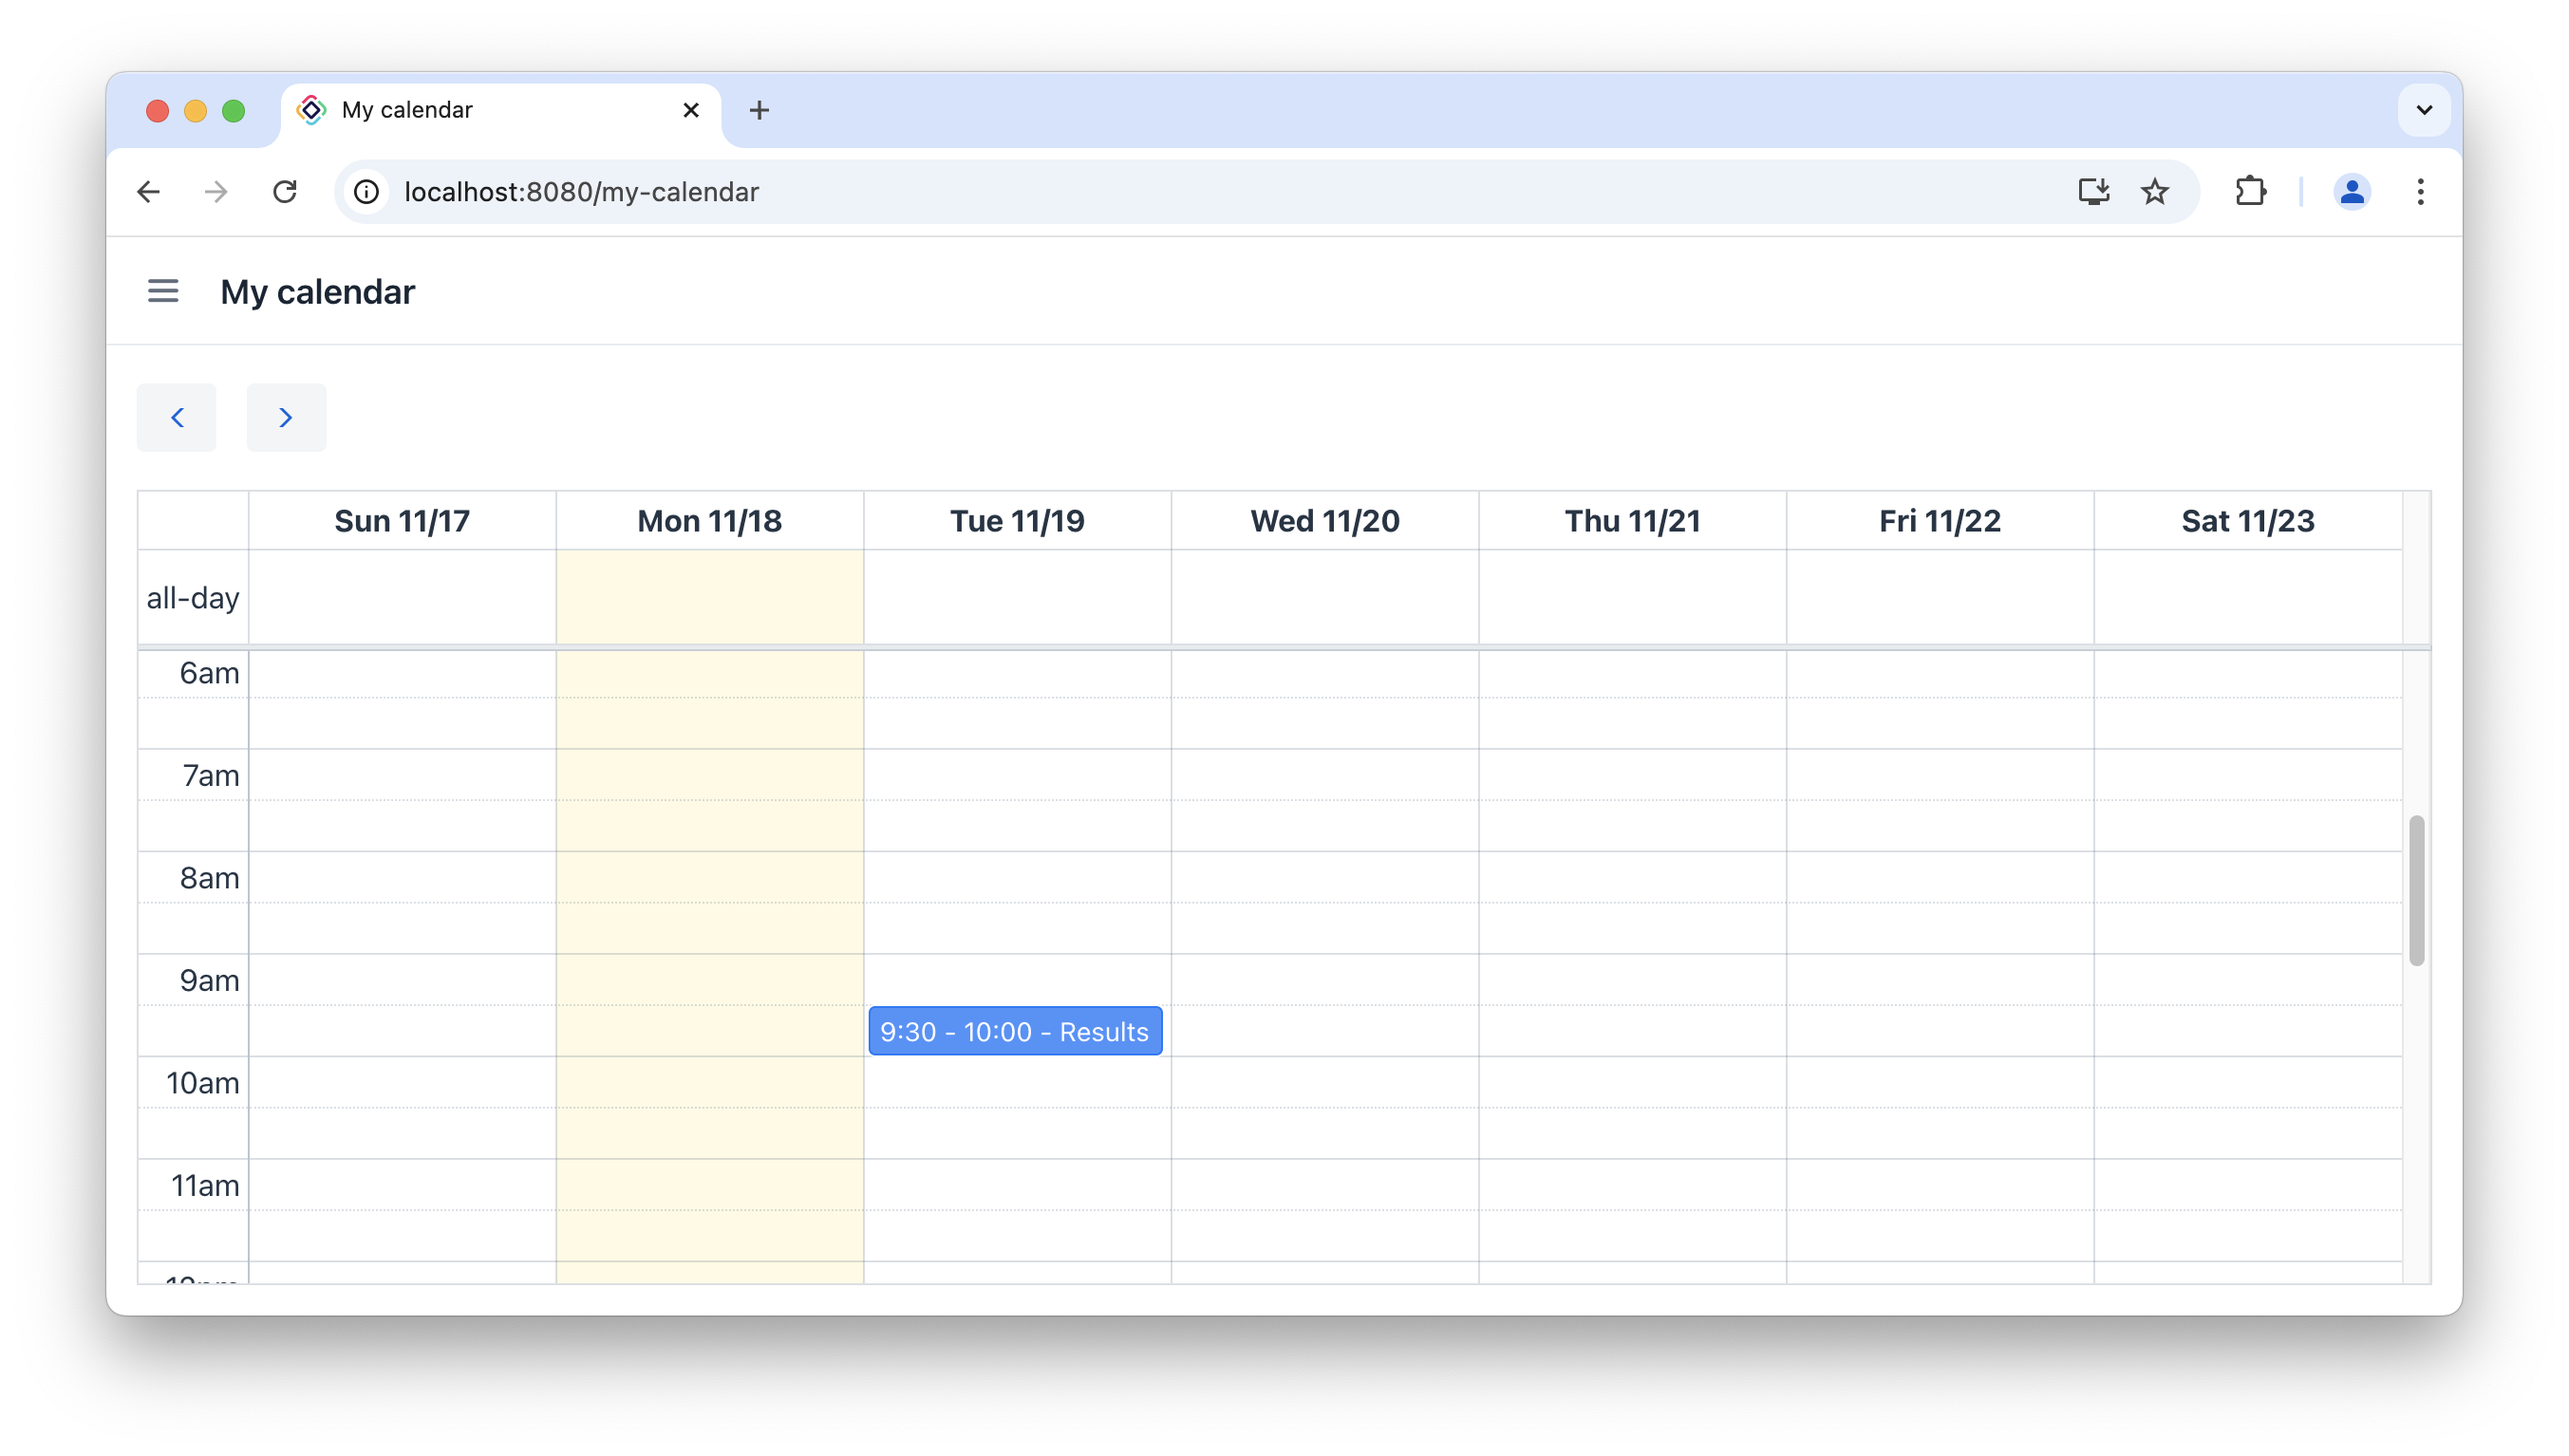 My calendar
localhost:8080/my-calendar
My calendar
Sun 11/17 Mon 11/18 Tue 11/19 Wed 11/20 Thu 11/21 Fri 11/22 Sat 11/23
all-day
6am
7am
8am
9am
9:30 - 10:00 - Results
10am
11am